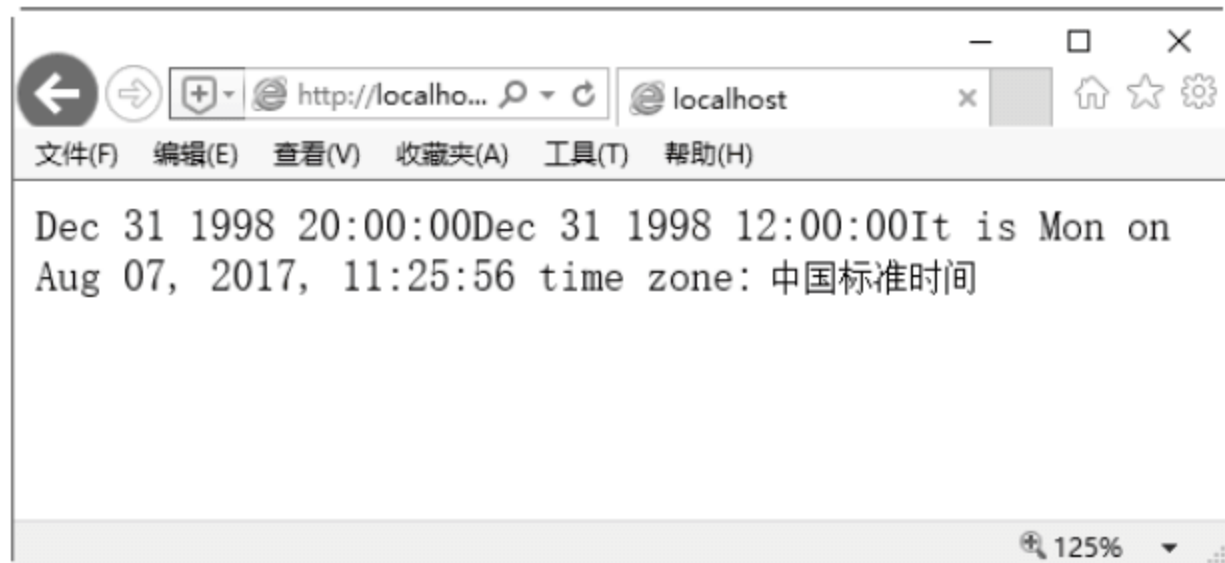 http://localho...
localhost
文件(F) 编辑(E) 查看(V) 收藏夹(A) 工具(T) 帮助(H)
Dec 31 1998 20:00:00Dec 31 1998 12:00:00It is Mon on
Aug 07, 2017, 11:25:56 time zone: 中国标准时间
125%